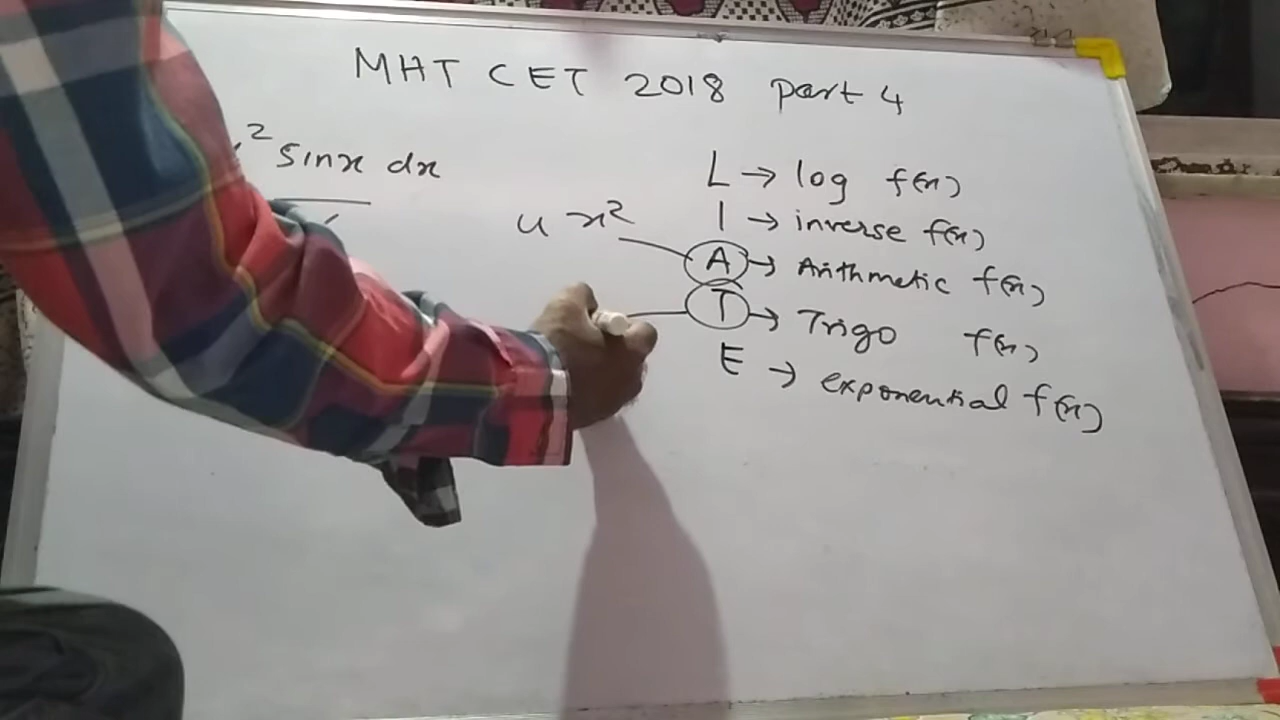 MHT CET 2018 part 4
² sinx dx
u x²
L → log f(x)
I → inverse f(x)
A → Arithmetic f(x)
T → Trigo f(x)
E → exponential f(x)